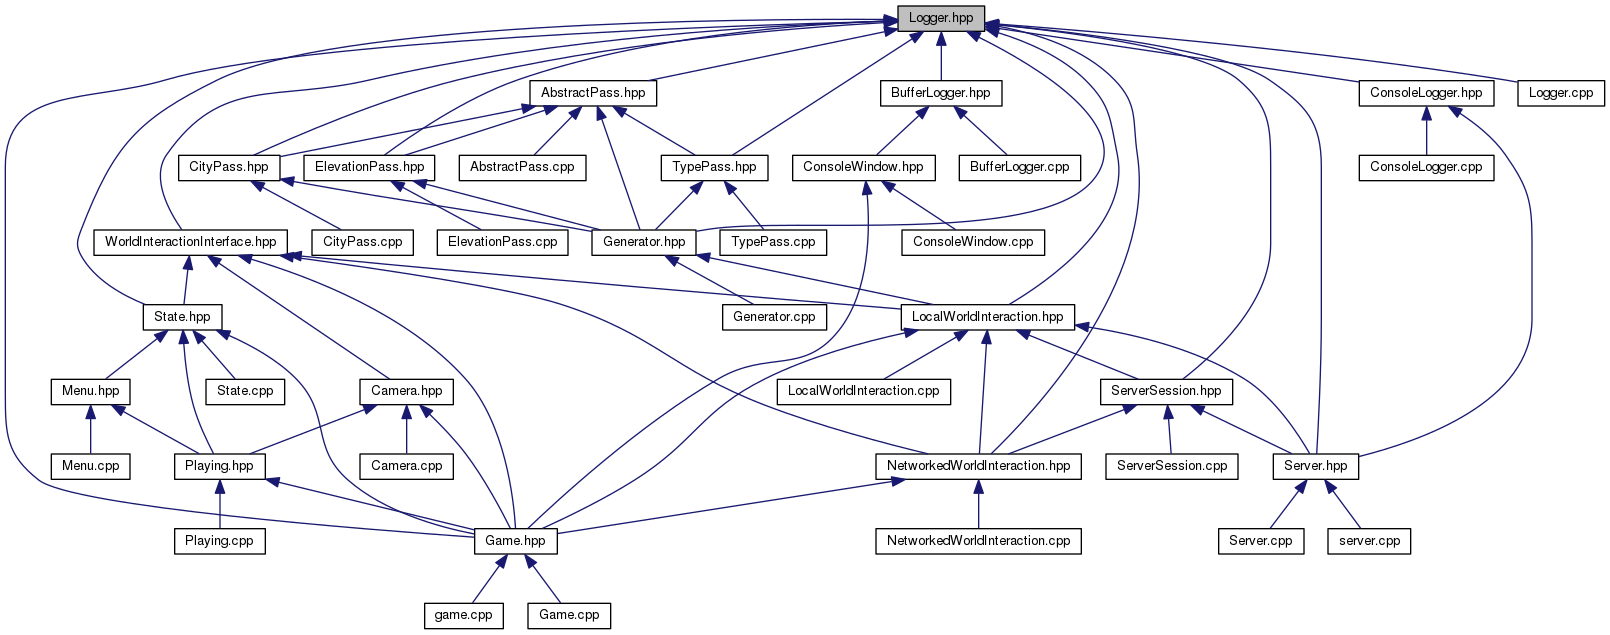 Logger.hpp
AbstractPass.hpp
BufferLogger.hpp
ConsoleLogger.hpp
Logger.cpp
CityPass.hpp
ElevationPass.hpp
AbstractPass.cpp
TypePass.hpp
ConsoleWindow.hpp
BufferLogger.cpp
ConsoleLogger.cpp
WorldInteractionInterface.hpp
CityPass.cpp
ElevationPass.cpp
Generator.hpp
TypePass.cpp
ConsoleWindow.cpp
State.hpp
Generator.cpp
LocalWorldInteraction.hpp
Menu.hpp
State.cpp
Camera.hpp
LocalWorldInteraction.cpp
ServerSession.hpp
Menu.cpp
Playing.hpp
Camera.cpp
NetworkedWorldInteraction.hpp
ServerSession.cpp
Server.hpp
Playing.cpp
Game.hpp
NetworkedWorldInteraction.cpp
Server.cpp
server.cpp
game.cpp
Game.cpp